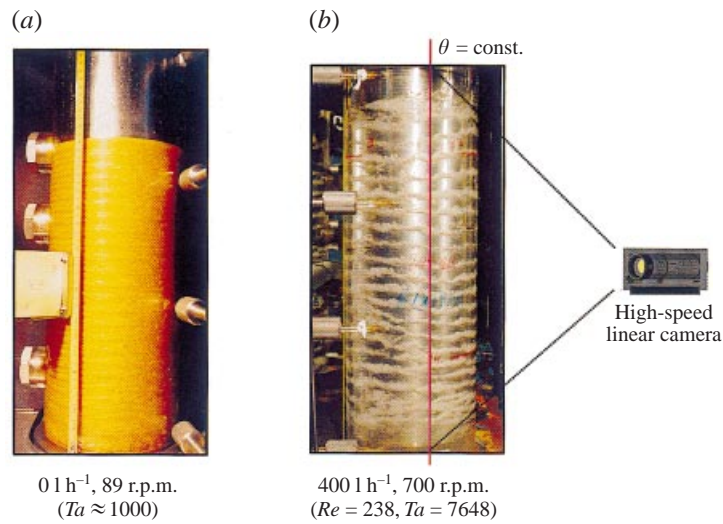 (a)
(b)
θ = const.
High-speed
linear camera
0 l h⁻¹, 89 r.p.m.
(Ta ≈ 1000)
400 l h⁻¹, 700 r.p.m.
(Re = 238, Ta = 7648)